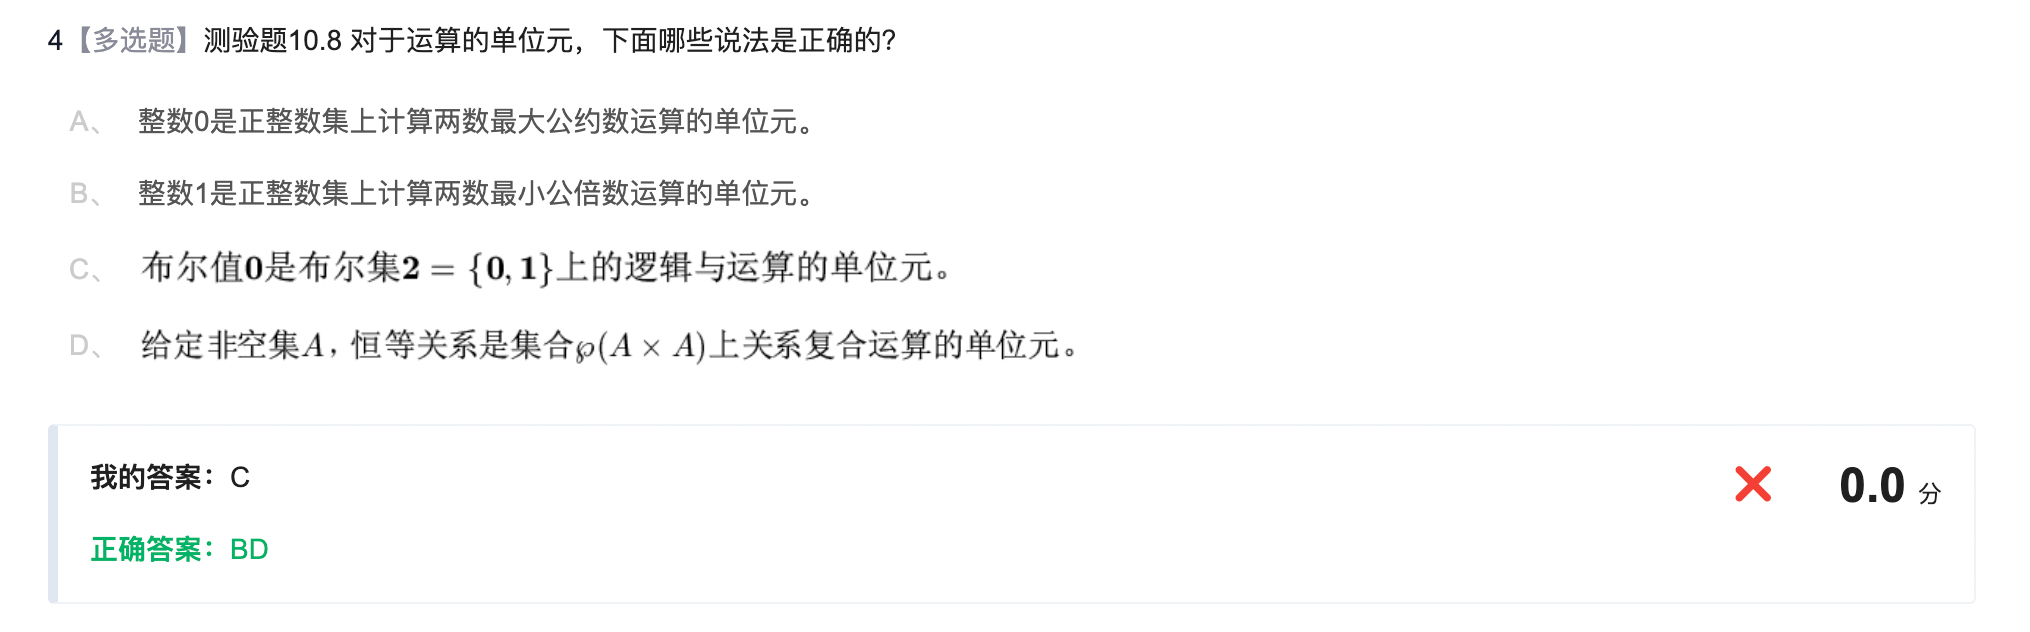 4【多选题】测验题10.8 对于运算的单位元，下面哪些说法是正确的？
A、 整数0是正整数集上计算两数最大公约数运算的单位元。
B、 整数1是正整数集上计算两数最小公倍数运算的单位元。
C、 布尔值0是布尔集2 = {0, 1}上的逻辑与运算的单位元。
D、 给定非空集A，恒等关系是集合℘(A × A)上关系复合运算的单位元。
我的答案：C
0.0 分
正确答案：BD